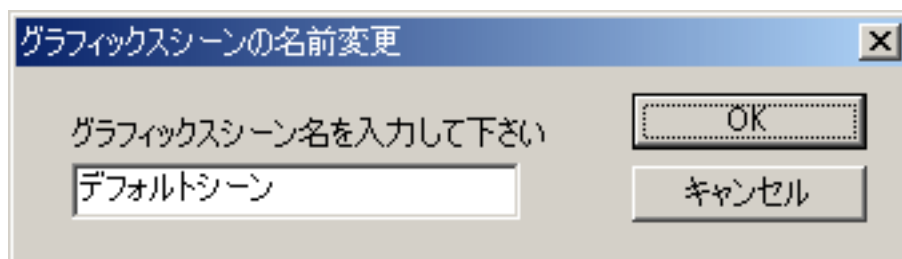 グラフィックスシーンの名前変更
グラフィックスシーン名を入力して下さい
OK
デフォルトシーン
キャンセル